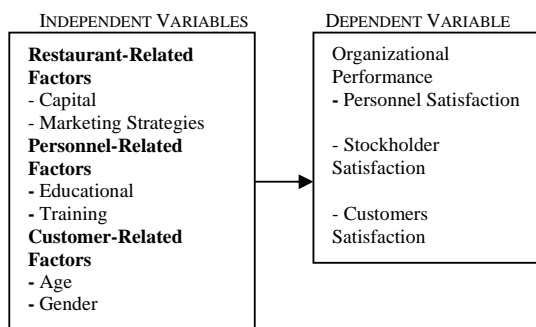 INDEPENDENT VARIABLES
Restaurant-Related
Factors
- Capital
- Marketing Strategies
Personnel-Related
Factors
- Educational
- Training
Customer-Related
Factors
- Age
- Gender
DEPENDENT VARIABLE
Organizational
Performance
- Personnel Satisfaction
- Stockholder
Satisfaction
- Customers
Satisfaction